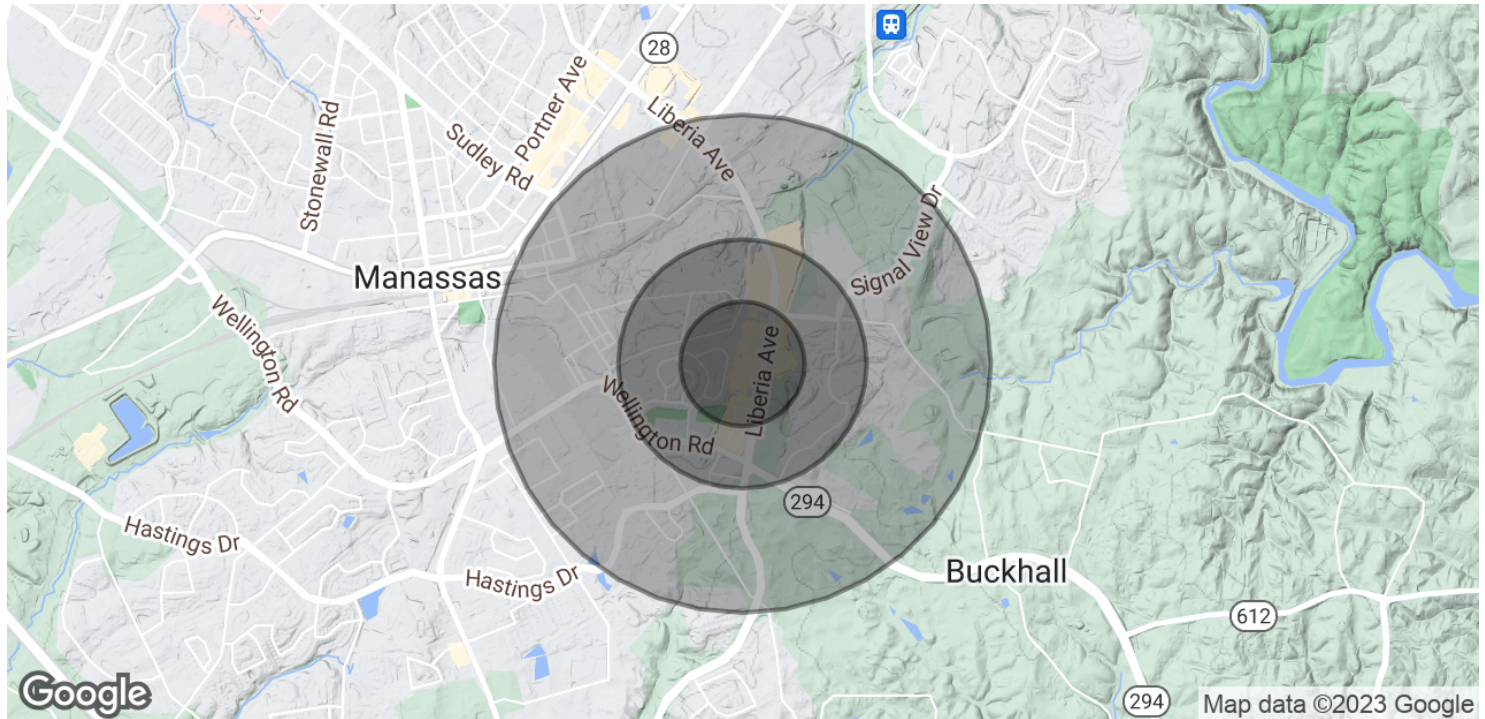 28
Portner Ave
Liberia Ave
Stonewall Rd
Sudley Rd
Signal View Dr
Manassas
Wellington Rd
Liberia Ave
Wellington Rd
294
Hastings Dr
Hastings Dr
Buckhall
612
294
Google
Map data ©2023 Google